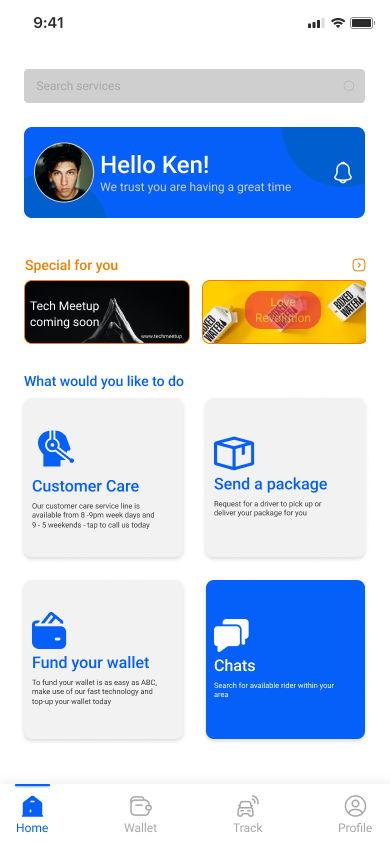 9:41
Search services
Hello Ken!
We trust you are having a great time
Special for you
Tech Meetup
coming soon
www.techmeetup
BOXED
WATER
Love
Revolution
BOXED
WATER
What would you like to do
Customer Care
Our customer care service line is
available from 8 -9pm week days and
9 - 5 weekends - tap to call us today
Send a package
Request for a driver to pick up or
deliver your package for you
Fund your wallet
To fund your wallet is as easy as ABC,
make use of our fast technology and
top-up your wallet today
Chats
Search for available rider within your
area
Home
Wallet
Track
Profile